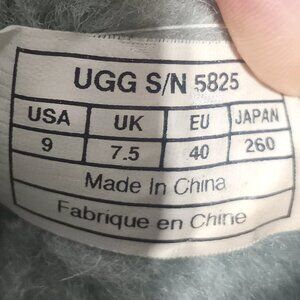 UGG S/N 5825
USA UK EU JAPAN
9 7.5 40 260
Made In China
Fabrique en Chine